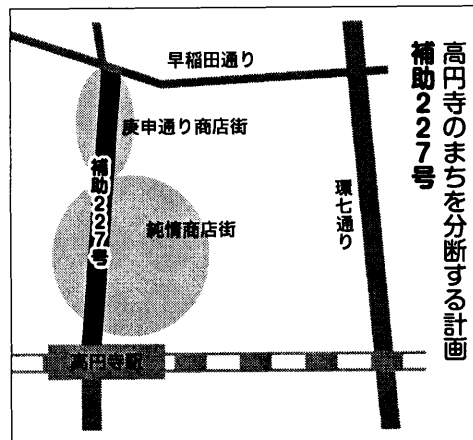 高円寺のまちを分断する計画
補助227号
早稲田通り
庚申通り商店街
補助227号
純情商店街
環七通り
高円寺駅